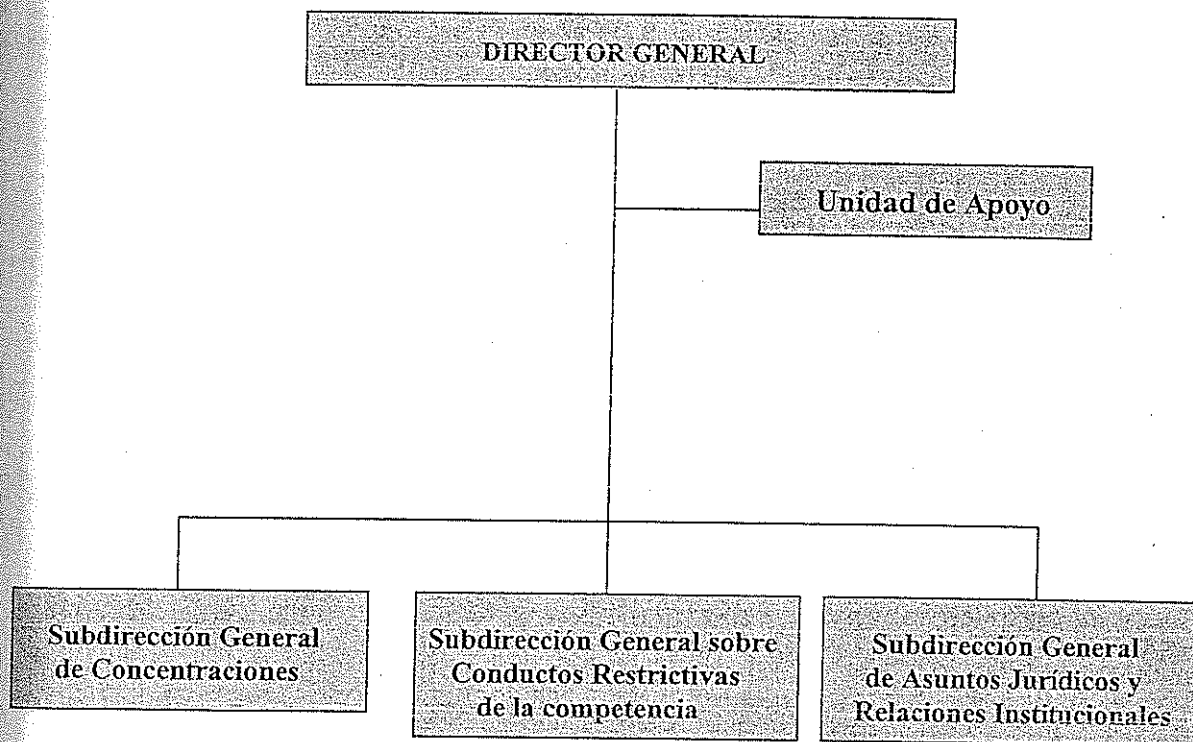 DIRECTOR GENERAL
Unidad de Apoyo
Subdirección General
de Concentraciones
Subdirección General sobre
Conductos Restrictivas
de la competencia
Subdirección General
de Asuntos Jurídicos y
Relaciones Institucionales